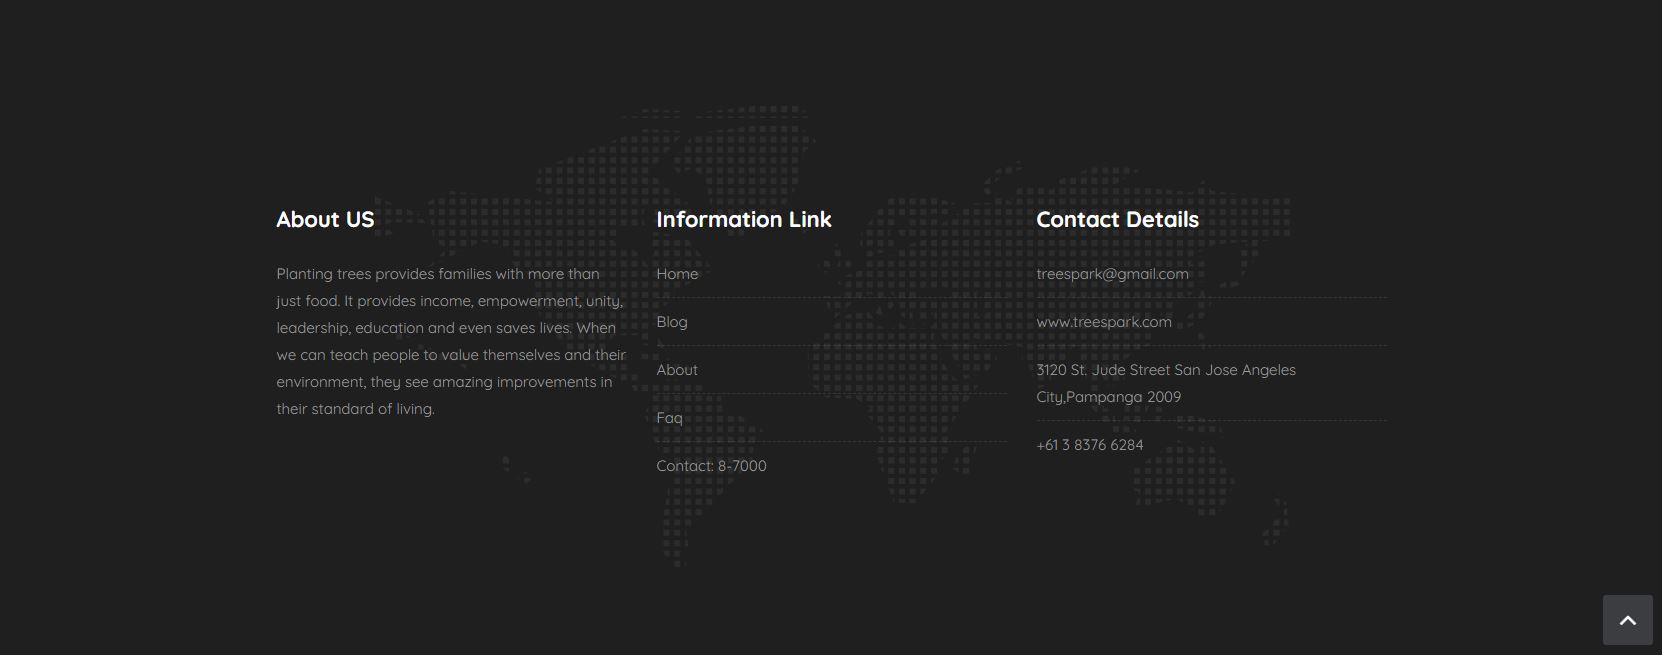 About US
Planting trees provides families with more than
just food. It provides income, empowerment, unity,
leadership, education and even saves lives. When
we can teach people to value themselves and their
environment, they see amazing improvements in
their standard of living.
Information Link
Home
Blog
About
Faq
Contact: 8-7000
Contact Details
treespark@gmail.com
www.treespark.com
3120 St. Jude Street San Jose Angeles
City,Pampanga 2009
+61 3 8376 6284